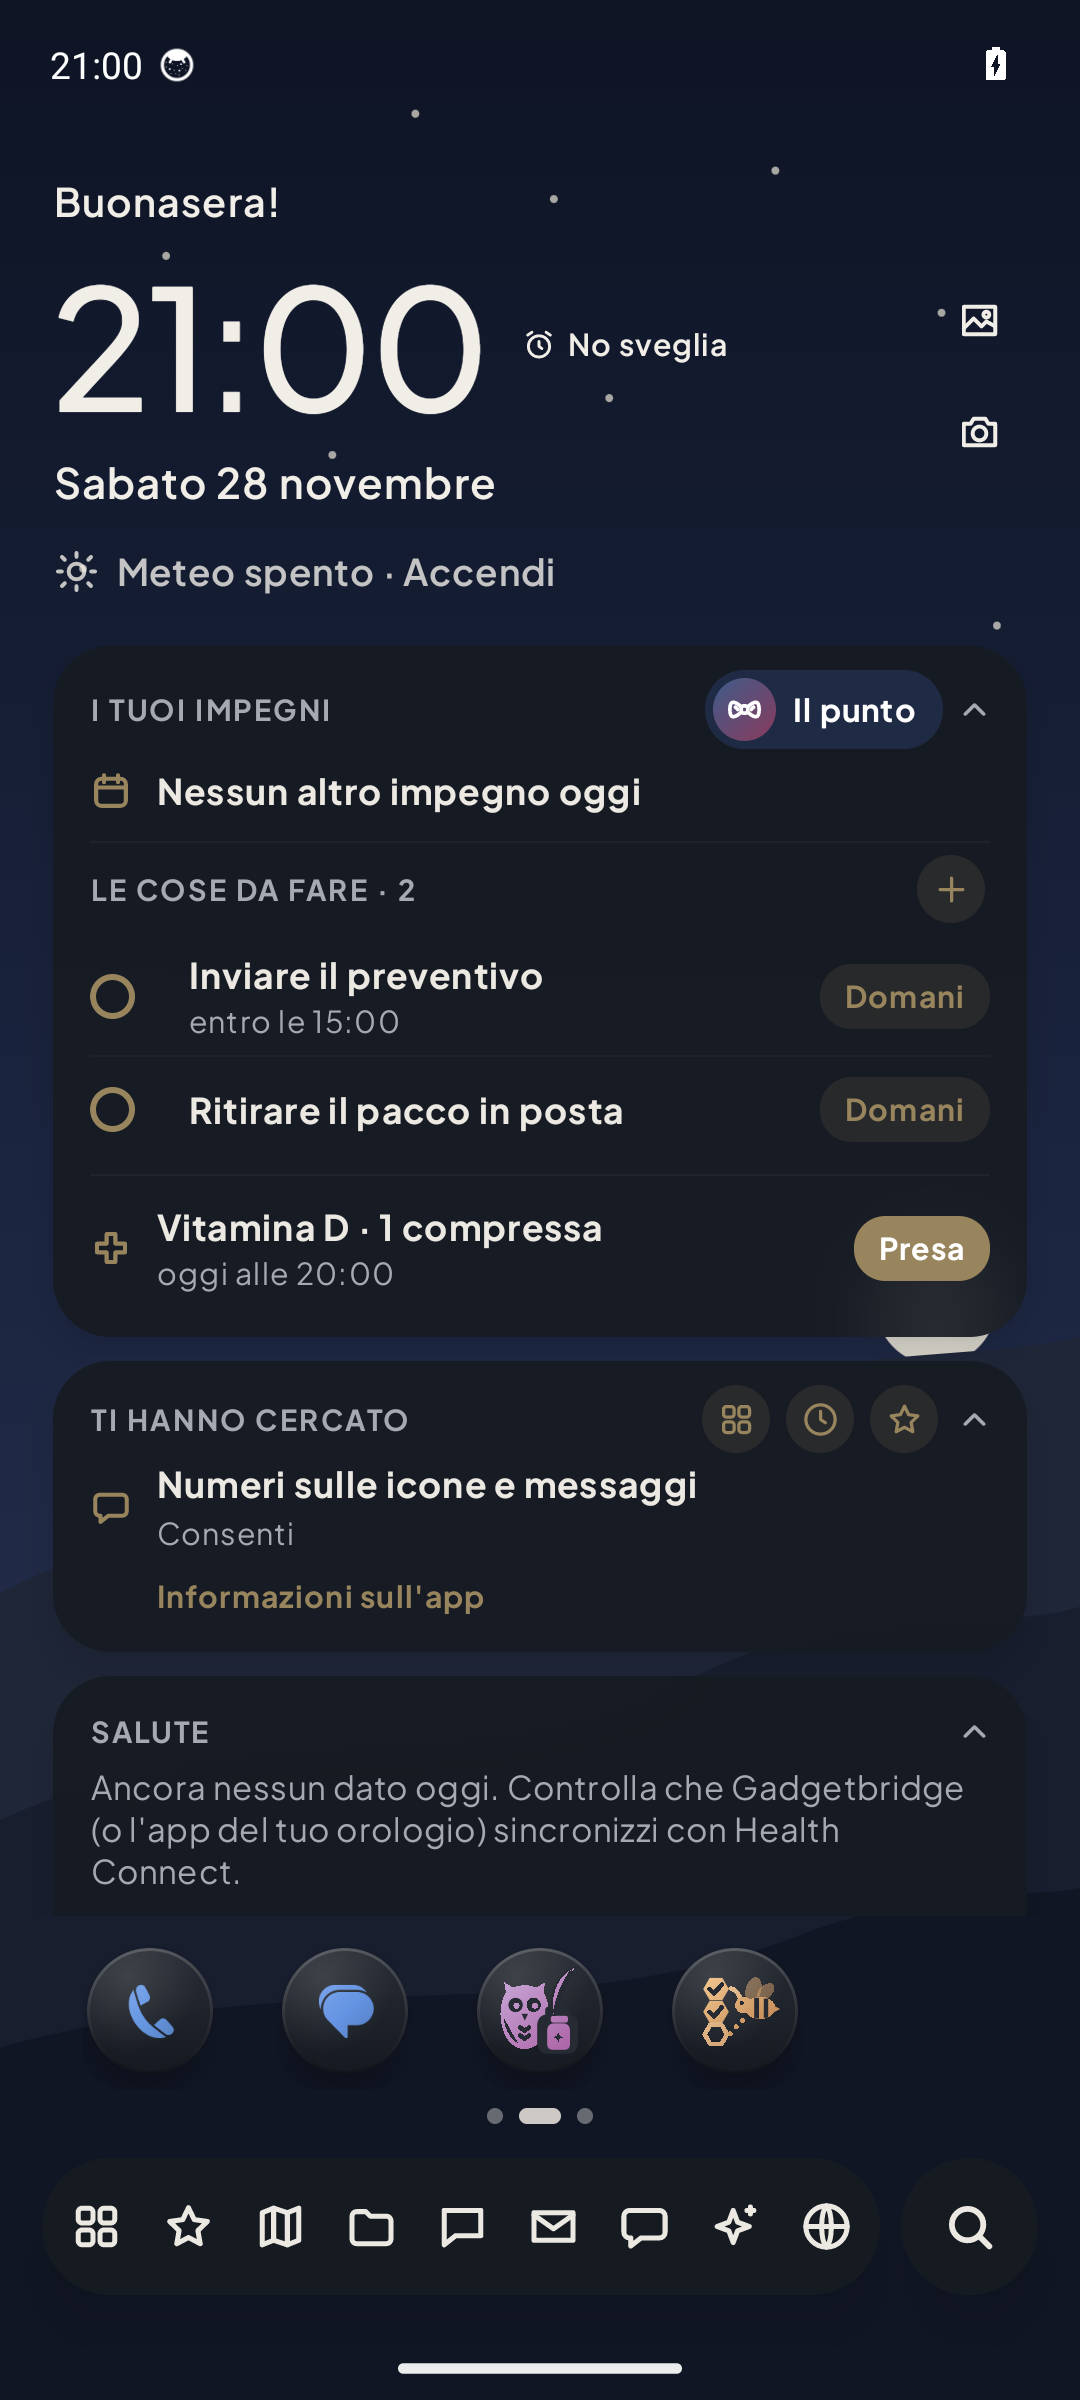 21:00
Buonasera!
21:00
No sveglia
Sabato 28 novembre
Meteo spento · Accendi
I TUOI IMPEGNI
Il punto
Nessun altro impegno oggi
LE COSE DA FARE · 2
Inviare il preventivo
entro le 15:00
Domani
Ritirare il pacco in posta
Domani
Vitamina D · 1 compressa
oggi alle 20:00
Presa
TI HANNO CERCATO
Numeri sulle icone e messaggi
Consenti
Informazioni sull'app
SALUTE
Ancora nessun dato oggi. Controlla che Gadgetbridge
(o l'app del tuo orologio) sincronizzi con Health
Connect.